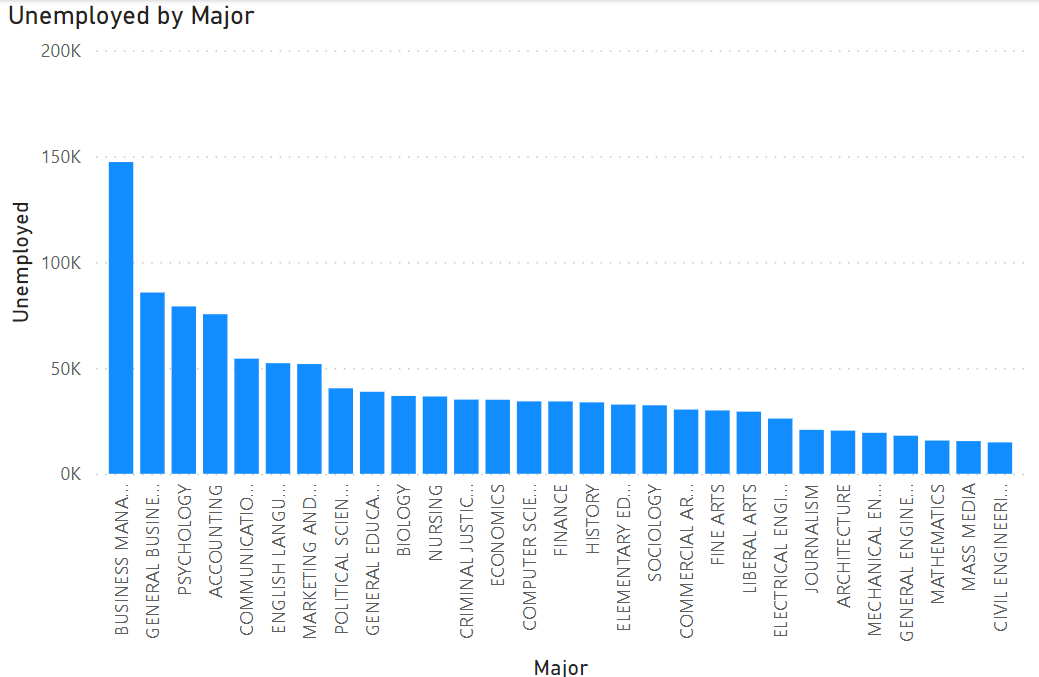 Unemployed by Major
200K
150K
100K
50K
0K
Unemployed
BUSINESS MANA...
GENERAL BUSINE...
PSYCHOLOGY
ACCOUNTING
COMMUNICATIO...
ENGLISH LANGU...
MARKETING AND...
POLITICAL SCIEN...
GENERAL EDUCA...
BIOLOGY
NURSING
CRIMINAL JUSTIC...
ECONOMICS
COMPUTER SCIE...
FINANCE
HISTORY
ELEMENTARY ED...
SOCIOLOGY
COMMERCIAL AR...
FINE ARTS
LIBERAL ARTS
ELECTRICAL ENGI...
JOURNALISM
ARCHITECTURE
MECHANICAL EN...
GENERAL ENGINE...
MATHEMATICS
MASS MEDIA
CIVIL ENGINEERI...
Major